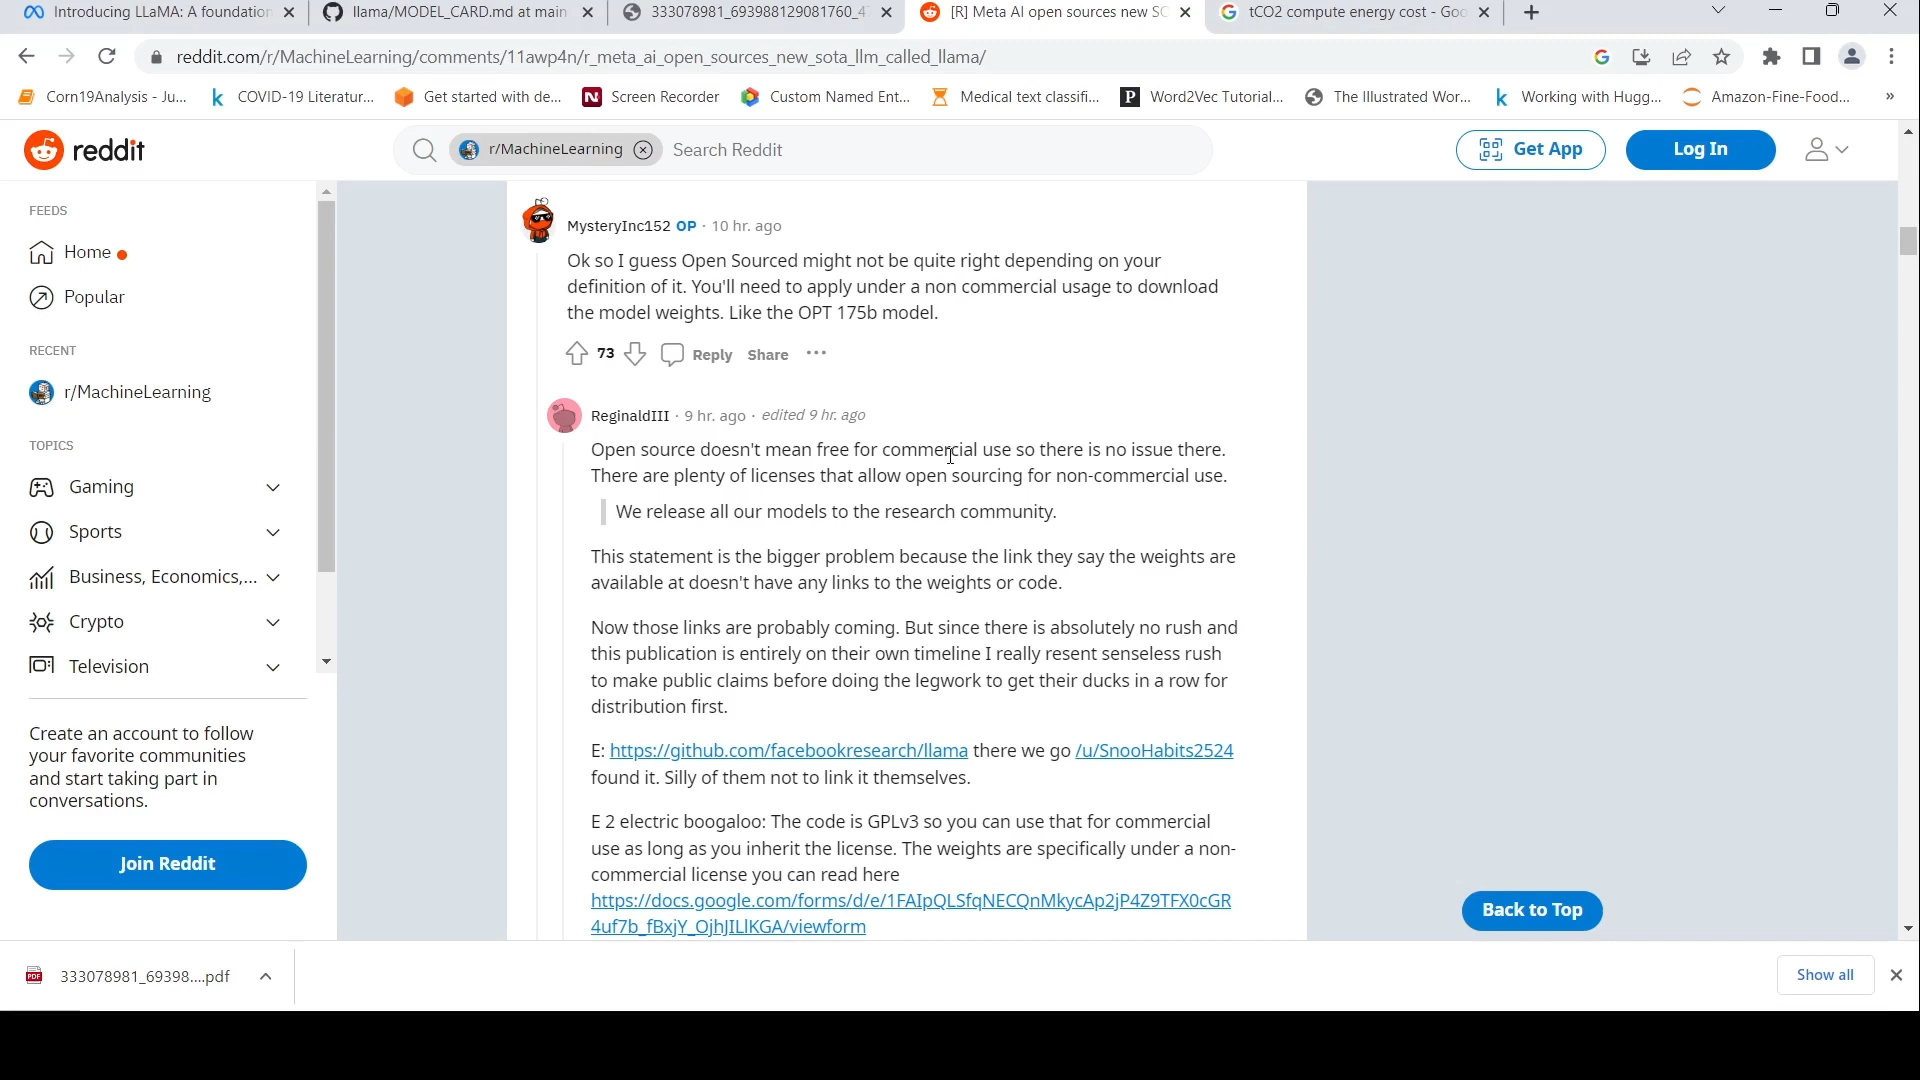 Introducing LLaMA: A foundation
llama/MODEL_CARD.md at main
333078981_693988129081760_4
[R] Meta AI open sources new SO
tCO2 compute energy cost - Goo
reddit.com/r/MachineLearning/comments/11awp4n/r_meta_ai_open_sources_new_sota_llm_called_llama/
Corn19Analysis - Ju...
COVID-19 Literatur...
Get started with de...
Screen Recorder
Custom Named Ent...
Medical text classifi...
Word2Vec Tutorial...
The Illustrated Wor...
Working with Hugg...
Amazon-Fine-Food...
»
reddit
r/MachineLearning
Search Reddit
Get App
Log In
FEEDS
Home
Popular
RECENT
r/MachineLearning
TOPICS
Gaming
Sports
Business, Economics,...
Crypto
Television
Create an account to follow
your favorite communities
and start taking part in
conversations.
Join Reddit
MysteryInc152 OP · 10 hr. ago
Ok so I guess Open Sourced might not be quite right depending on your
definition of it. You'll need to apply under a non commercial usage to download
the model weights. Like the OPT 175b model.
73 Reply Share ···
ReginaldIII · 9 hr. ago · edited 9 hr. ago
Open source doesn't mean free for commercial use so there is no issue there.
There are plenty of licenses that allow open sourcing for non-commercial use.
We release all our models to the research community.
This statement is the bigger problem because the link they say the weights are
available at doesn't have any links to the weights or code.
Now those links are probably coming. But since there is absolutely no rush and
this publication is entirely on their own timeline I really resent senseless rush
to make public claims before doing the legwork to get their ducks in a row for
distribution first.
E: https://github.com/facebookresearch/llama there we go /u/SnooHabits2524
found it. Silly of them not to link it themselves.
E 2 electric boogaloo: The code is GPLv3 so you can use that for commercial
use as long as you inherit the license. The weights are specifically under a non-
commercial license you can read here
https://docs.google.com/forms/d/e/1FAIpQLSfqNECQnMkycAp2jP4Z9TFX0cGR
4uf7b_fBxjY_OjhJILlKGA/viewform
Back to Top
333078981_69398....pdf
Show all